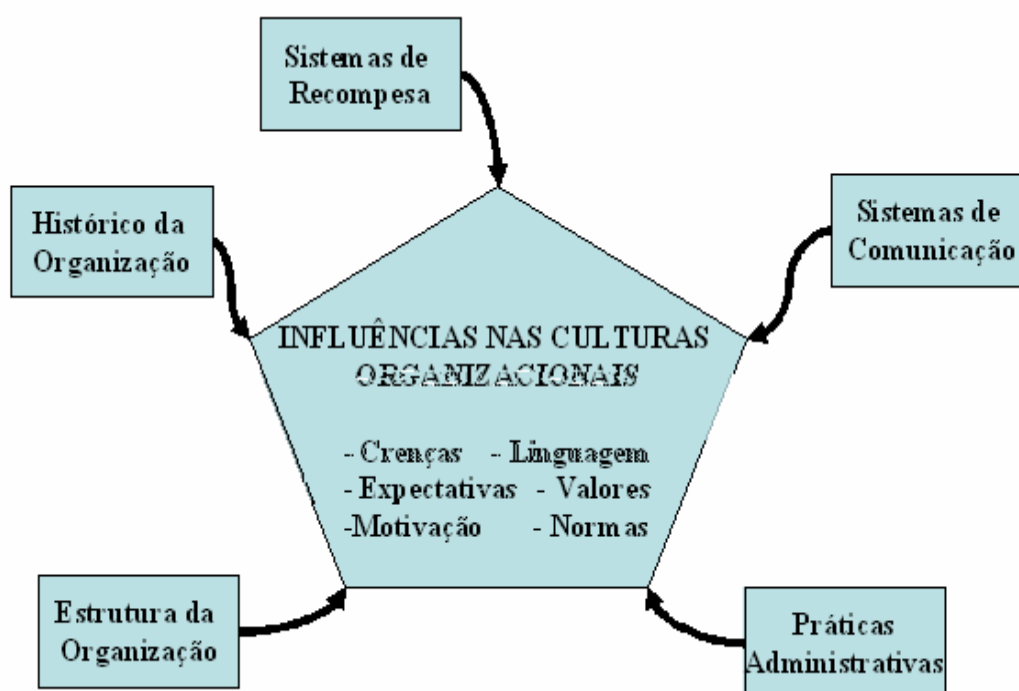 Sistemas de
Recompesa
Histórico da
Organização
Sistemas de
Comunicação
INFLUÊNCIAS NAS CULTURAS
ORGANIZACIONAIS
- Crenças - Linguagem
- Expectativas - Valores
-Motivação - Normas
Estrutura da
Organização
Práticas
Administrativas